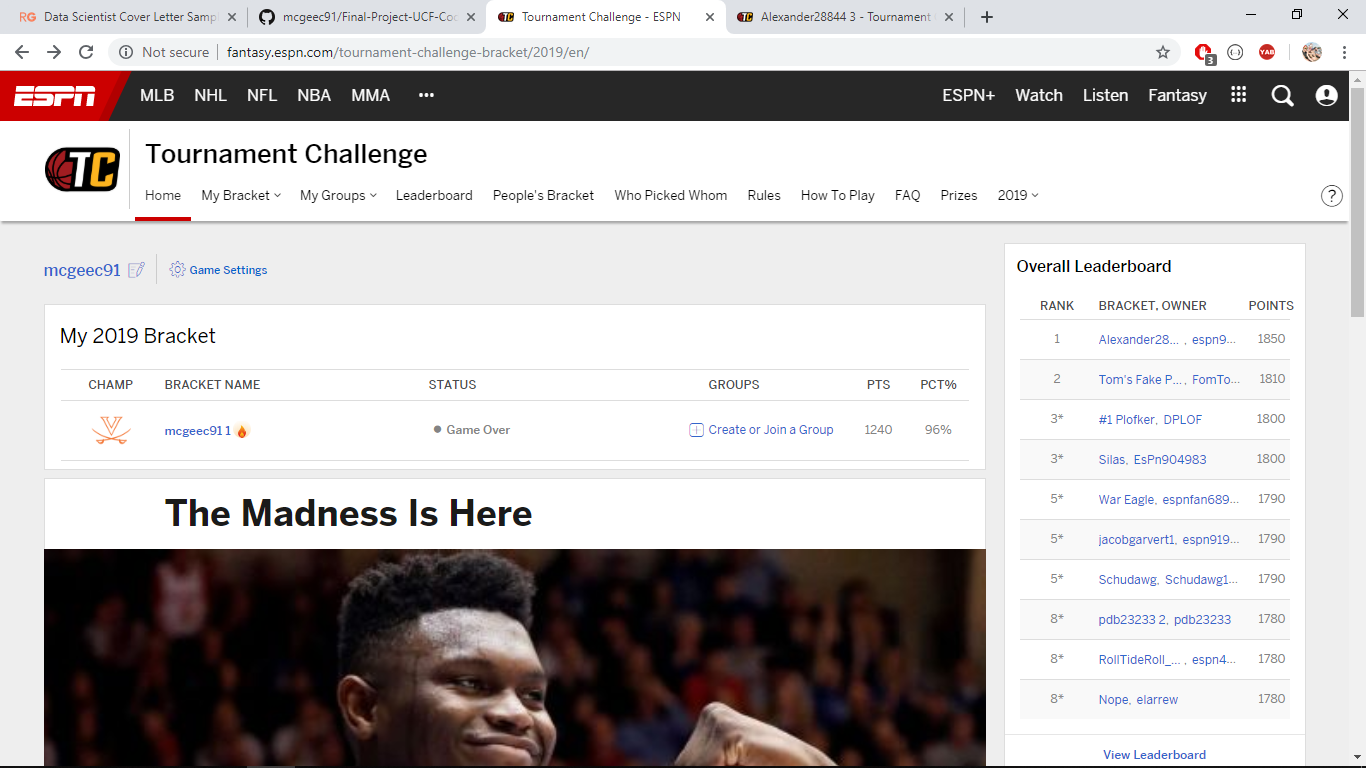 Data Scientist Cover Letter Samp
mcgeec91/Final-Project-UCF-Coc
Tournament Challenge - ESPN
Alexander28844 3 - Tournament
Not secure | fantasy.espn.com/tournament-challenge-bracket/2019/en/
3
YAB
ESPN MLB NHL NFL NBA MMA ••• ESPN+ Watch Listen Fantasy
TC
Tournament Challenge
Home My Bracket My Groups Leaderboard People's Bracket Who Picked Whom Rules How To Play FAQ Prizes 2019 ?
mcgeec91 Game Settings
My 2019 Bracket
CHAMP BRACKET NAME STATUS GROUPS PTS PCT%
mcgeec91 1 Game Over Create or Join a Group 1240 96%
The Madness Is Here
Overall Leaderboard
RANK BRACKET, OWNER POINTS
1 Alexander28... , espn9... 1850
2 Tom's Fake P... , FomTo... 1810
3* #1 Plofker, DPLOF 1800
3* Silas, EsPn904983 1800
5* War Eagle, espnfan689... 1790
5* jacobgarvert1, espn919... 1790
5* Schudawg, Schudawg1... 1790
8* pdb23233 2, pdb23233 1780
8* RollTideRoll_... , espn4... 1780
8* Nope, elarrew 1780
View Leaderboard